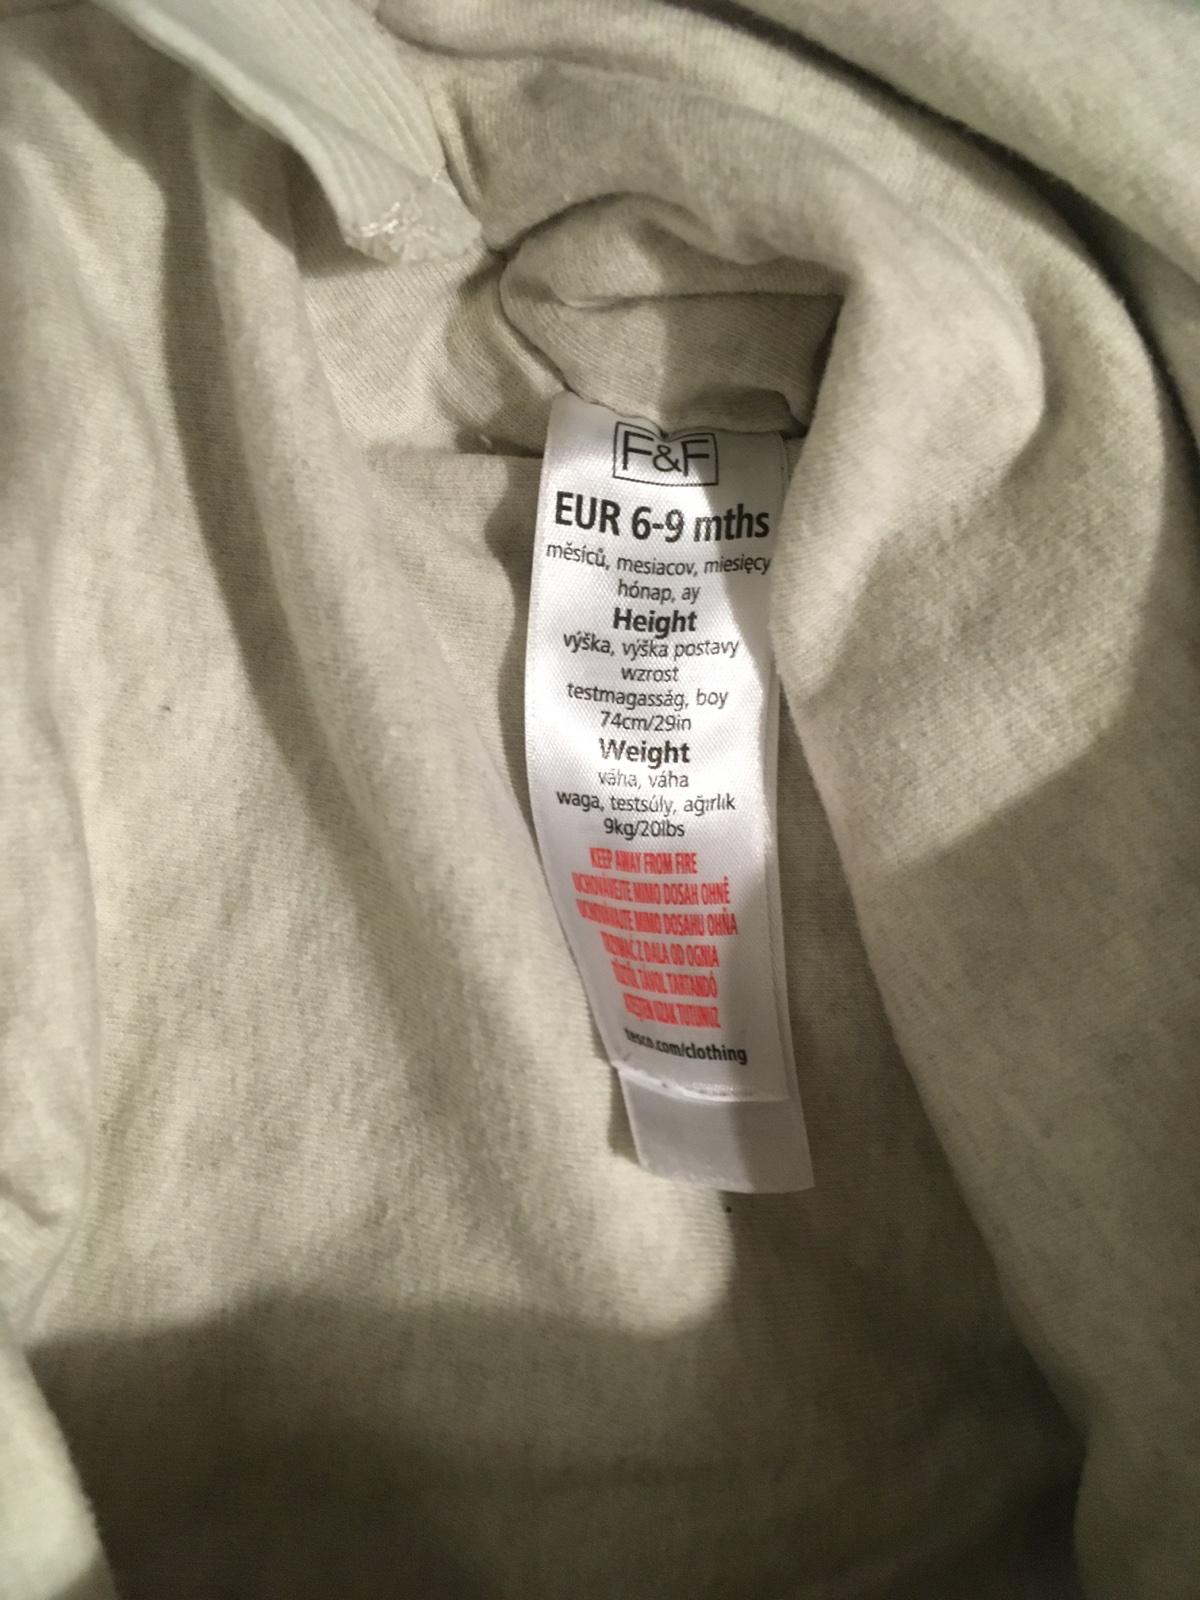 F&F
EUR 6-9 mths
měsíců, mesiacov, miesięcy
hónap, ay
Height
výška, výška postavy
wzrost
testmagasság, boy
74cm/29in
Weight
váha, váha
waga, testsúly, ağırlık
9kg/20lbs
KEEP AWAY FROM FIRE
UCHOVÁVEJTE MIMO DOSAH OHNĚ
UCHOVÁVAJTE MIMO DOSAHU OHŇA
TRZYMAĆ Z DALA OD OGNIA
TŰZTŐL TÁVOL TARTANDÓ
ATEŞTEN UZAK TUTUNUZ
tesco.com/clothing